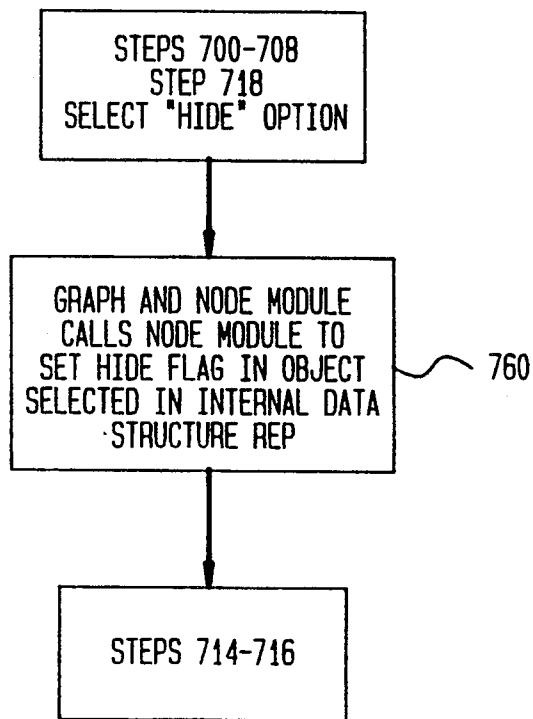 STEPS 700-708
STEP 718
SELECT "HIDE" OPTION
GRAPH AND NODE MODULE
CALLS NODE MODULE TO
SET HIDE FLAG IN OBJECT
SELECTED IN INTERNAL DATA
STRUCTURE REP
760
STEPS 714-716